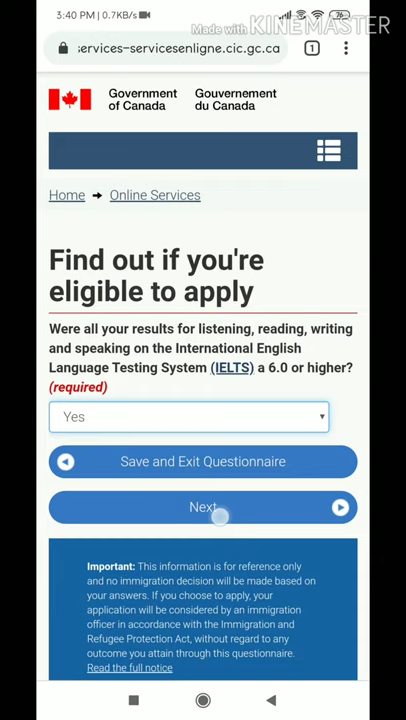 3:40 PM | 0.7KB/s
76
Made with KINEMASTER
services-servicesenligne.cic.gc.ca
1
Government Gouvernement
of Canada du Canada
Home → Online Services
Find out if you're
eligible to apply
Were all your results for listening, reading, writing
and speaking on the International English
Language Testing System (IELTS) a 6.0 or higher?
(required)
Yes
Save and Exit Questionnaire
Next
Important: This information is for reference only
and no immigration decision will be made based on
your answers. If you choose to apply, your
application will be considered by an immigration
officer in accordance with the Immigration and
Refugee Protection Act, without regard to any
outcome you attain through this questionnaire.
Read the full notice